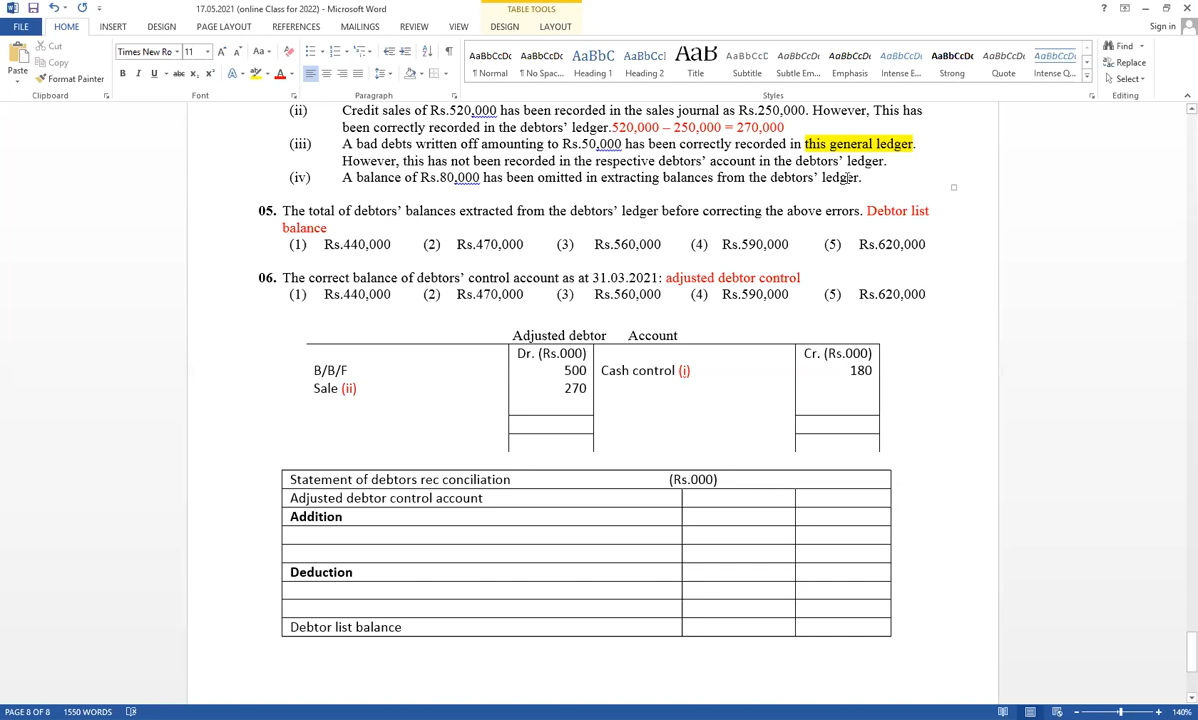 17.05.2021 (online Class for 2022) - Microsoft Word
TABLE TOOLS
Sign in
FILE HOME INSERT DESIGN PAGE LAYOUT REFERENCES MAILINGS REVIEW VIEW DESIGN LAYOUT
Paste
Cut
Copy
Format Painter
Times New Ro 11
AaBbCcDc AaBbCcDc AaBbC AaBbCc AaB AaBbCcC AaBbCcDc AaBbCcDc AaBbCcDc AaBbCcDc AaBbCcDc AaBbCcDc
¶ Normal ¶ No Spac... Heading 1 Heading 2 Title Subtitle Subtle Em... Emphasis Intense E... Strong Quote Intense Q...
Find
Replace
Select
Clipboard Font Paragraph Styles Editing
(ii) Credit sales of Rs.520,000 has been recorded in the sales journal as Rs.250,000. However, This has
been correctly recorded in the debtors' ledger.520,000 – 250,000 = 270,000
(iii) A bad debts written off amounting to Rs.50,000 has been correctly recorded in this general ledger.
However, this has not been recorded in the respective debtors' account in the debtors' ledger.
(iv) A balance of Rs.80,000 has been omitted in extracting balances from the debtors' ledger.
05. The total of debtors' balances extracted from the debtors' ledger before correcting the above errors. Debtor list
balance
(1) Rs.440,000 (2) Rs.470,000 (3) Rs.560,000 (4) Rs.590,000 (5) Rs.620,000
06. The correct balance of debtors' control account as at 31.03.2021: adjusted debtor control
(1) Rs.440,000 (2) Rs.470,000 (3) Rs.560,000 (4) Rs.590,000 (5) Rs.620,000
Adjusted debtor Account
Dr. (Rs.000) Cr. (Rs.000)
B/B/F 500 Cash control (i) 180
Sale (ii) 270
Statement of debtors rec conciliation (Rs.000)
Adjusted debtor control account
Addition
Deduction
Debtor list balance
PAGE 8 OF 8 1550 WORDS 140%